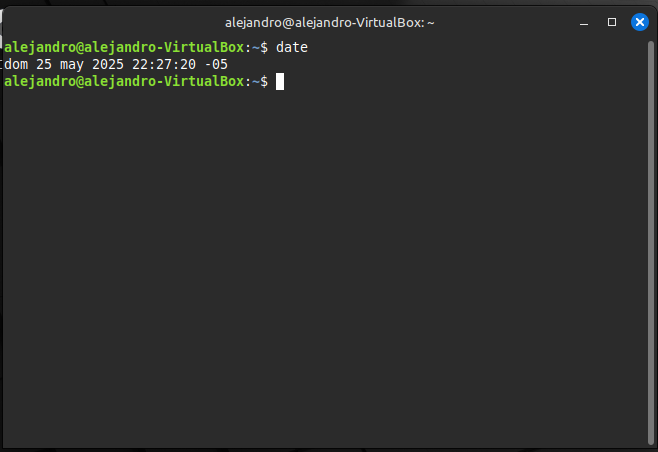 alejandro@alejandro-VirtualBox: ~
alejandro@alejandro-VirtualBox:~$ date
dom 25 may 2025 22:27:20 -05
alejandro@alejandro-VirtualBox:~$